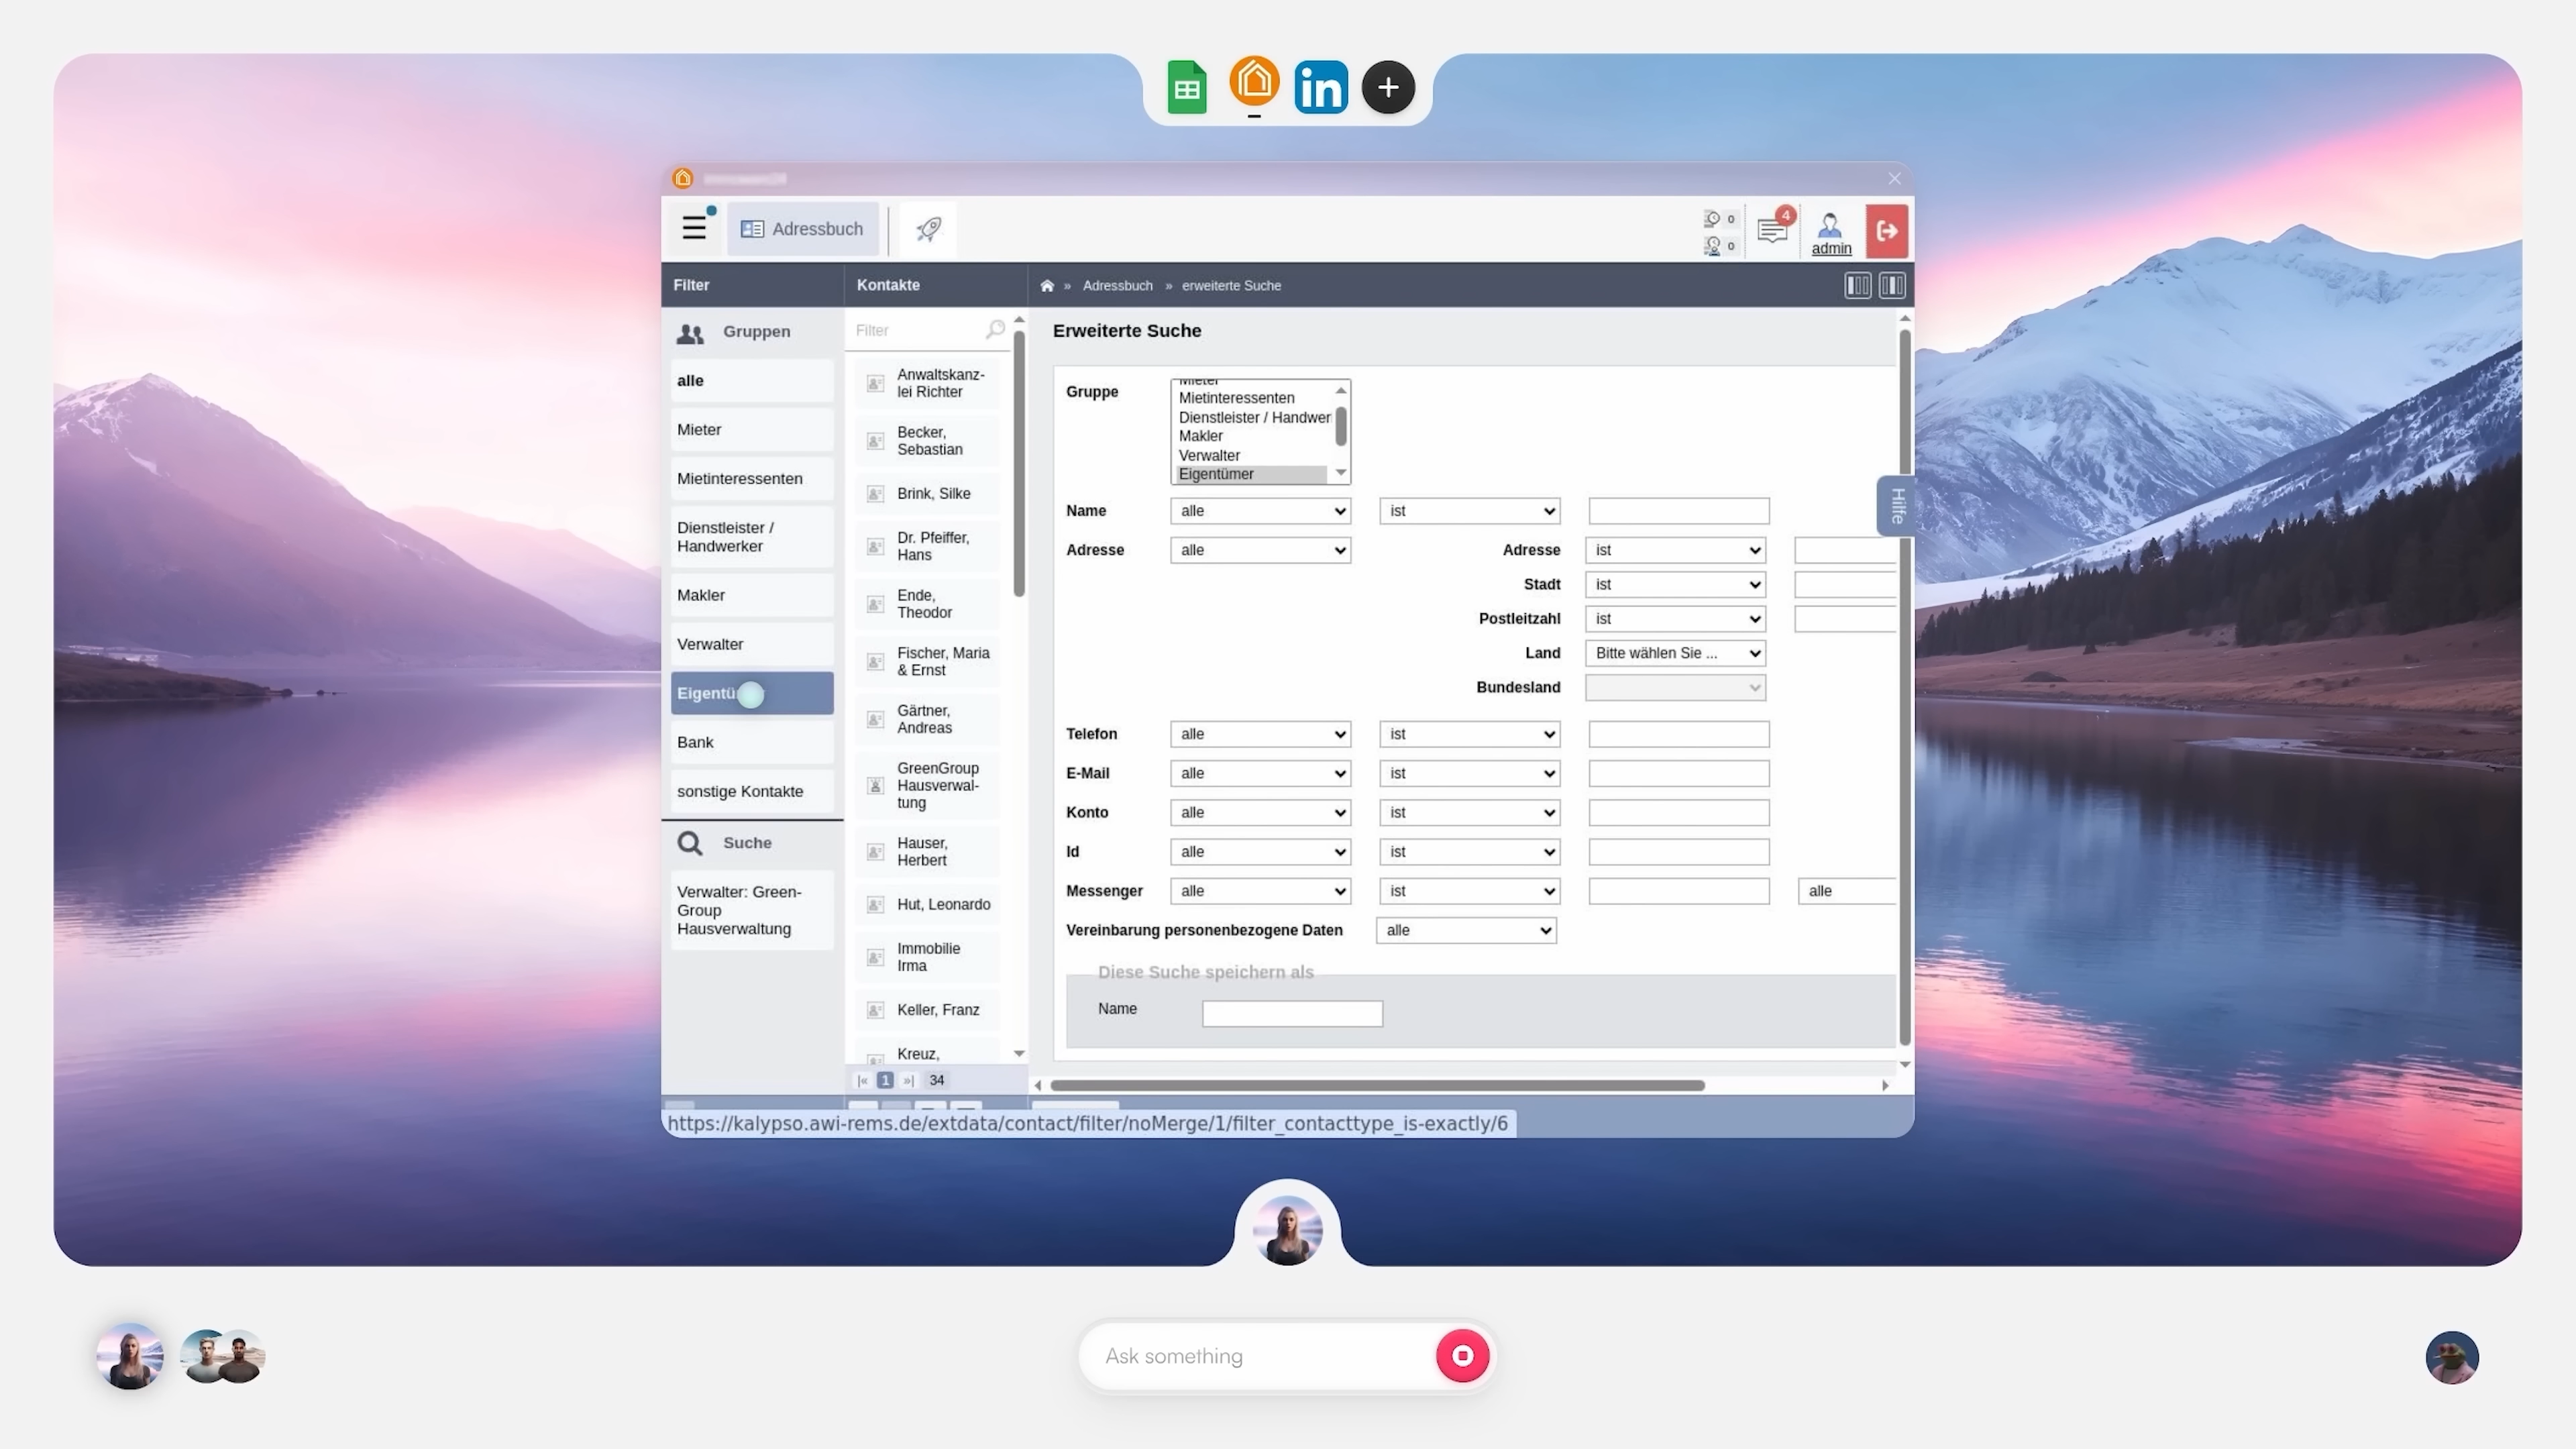 in
Adressbuch
0
0
4
admin
Filter
Kontakte
» Adressbuch » erweiterte Suche
Gruppen
alle
Mieter
Mietinteressenten
Dienstleister /
Handwerker
Makler
Verwalter
Bank
sonstige Kontakte
Suche
Verwalter: Green-
Group
Hausverwaltung
Filter
Anwaltskanz-
lei Richter
Becker,
Sebastian
Brink, Silke
Dr. Pfeiffer,
Hans
Ende,
Theodor
Fischer, Maria
& Ernst
Gärtner,
Andreas
GreenGroup
Hausverwal-
tung
Hauser,
Herbert
Hut, Leonardo
Immobilie
Irma
Keller, Franz
Kreuz,
1
34
Erweiterte Suche
Gruppe
Mieter
Mietinteressenten
Dienstleister / Handwer
Makler
Verwalter
Eigentümer
Name alle ist
Adresse alle Adresse ist
Stadt ist
Postleitzahl ist
Land Bitte wählen Sie ...
Bundesland
Telefon alle ist
E-Mail alle ist
Konto alle ist
Id alle ist
Messenger alle ist alle
Vereinbarung personenbezogene Daten alle
Diese Suche speichern als
Name
Hilfe
https://kalypso.awi-rems.de/extdata/contact/filter/noMerge/1/filter_contacttype_is-exactly/6
Ask something